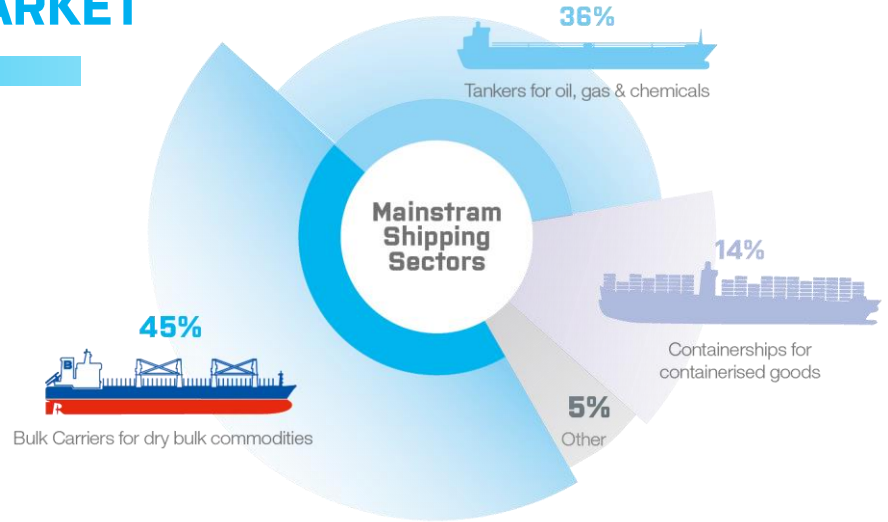 36%
Tankers for oil, gas & chemicals
Mainstram
Shipping
Sectors
14%
Containerships for
containerised goods
45%
B
Bulk Carriers for dry bulk commodities
5%
Other